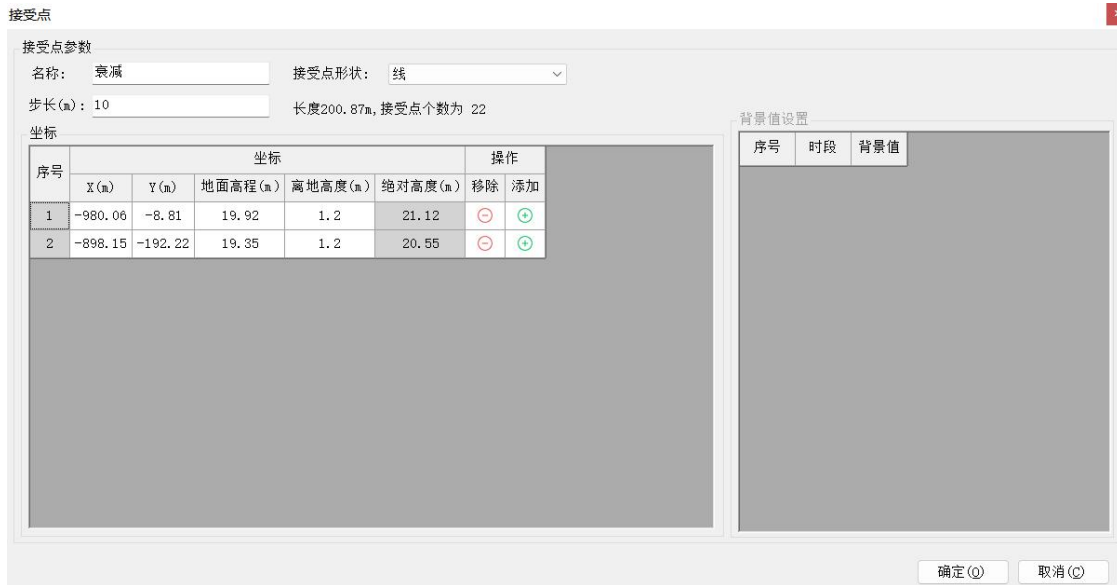 接受点
接受点参数
名称: 衰减 接受点形状: 线
步长(m): 10 长度200.87m,接受点个数为 22
坐标
序号 坐标 操作
X(m) Y(m) 地面高程(m) 离地高度(m) 绝对高度(m) 移除 添加
1 -980.06 -8.81 19.92 1.2 21.12
2 -898.15 -192.22 19.35 1.2 20.55
背景值设置
序号 时段 背景值
确定(O) 取消(C)